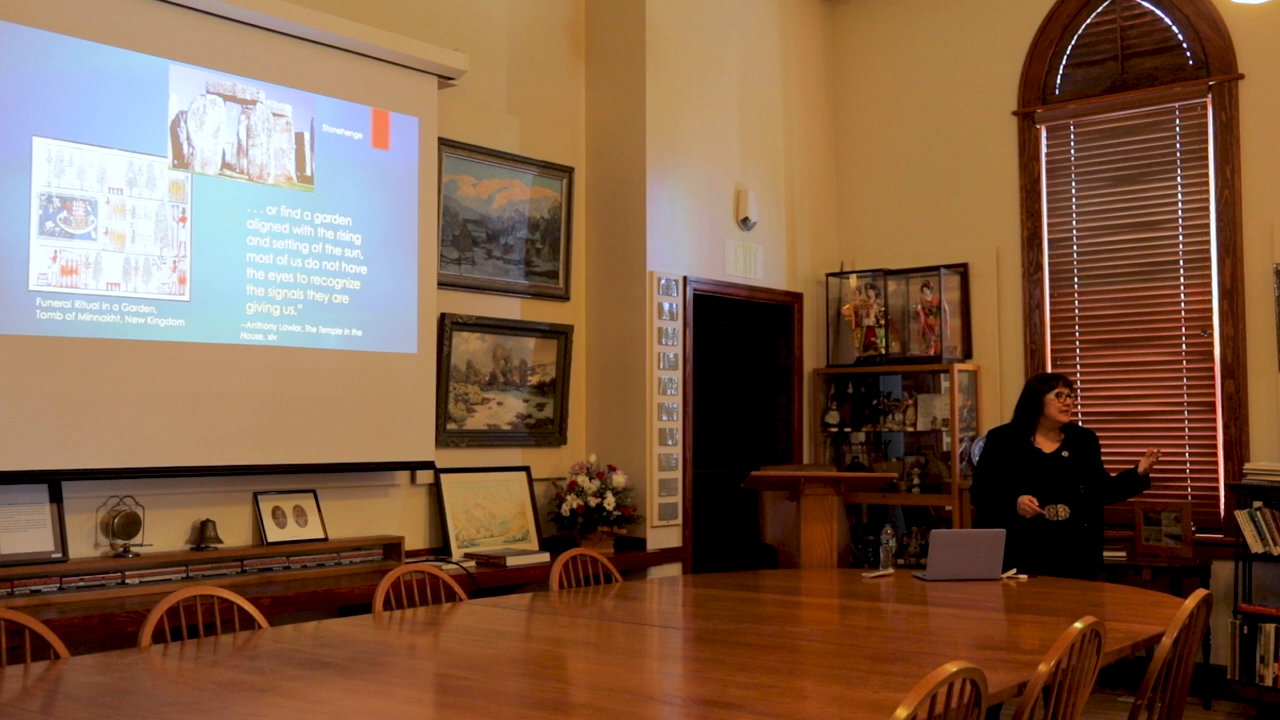 Stonehenge
. . . or find a garden
aligned with the rising
and setting of the sun,
most of us do not have
the eyes to recognize
the signals they are
giving us."
–Anthony Lawlor, The Temple in the
House, xiv
Funeral Ritual in a Garden,
Tomb of Minnakht, New Kingdom
EXIT